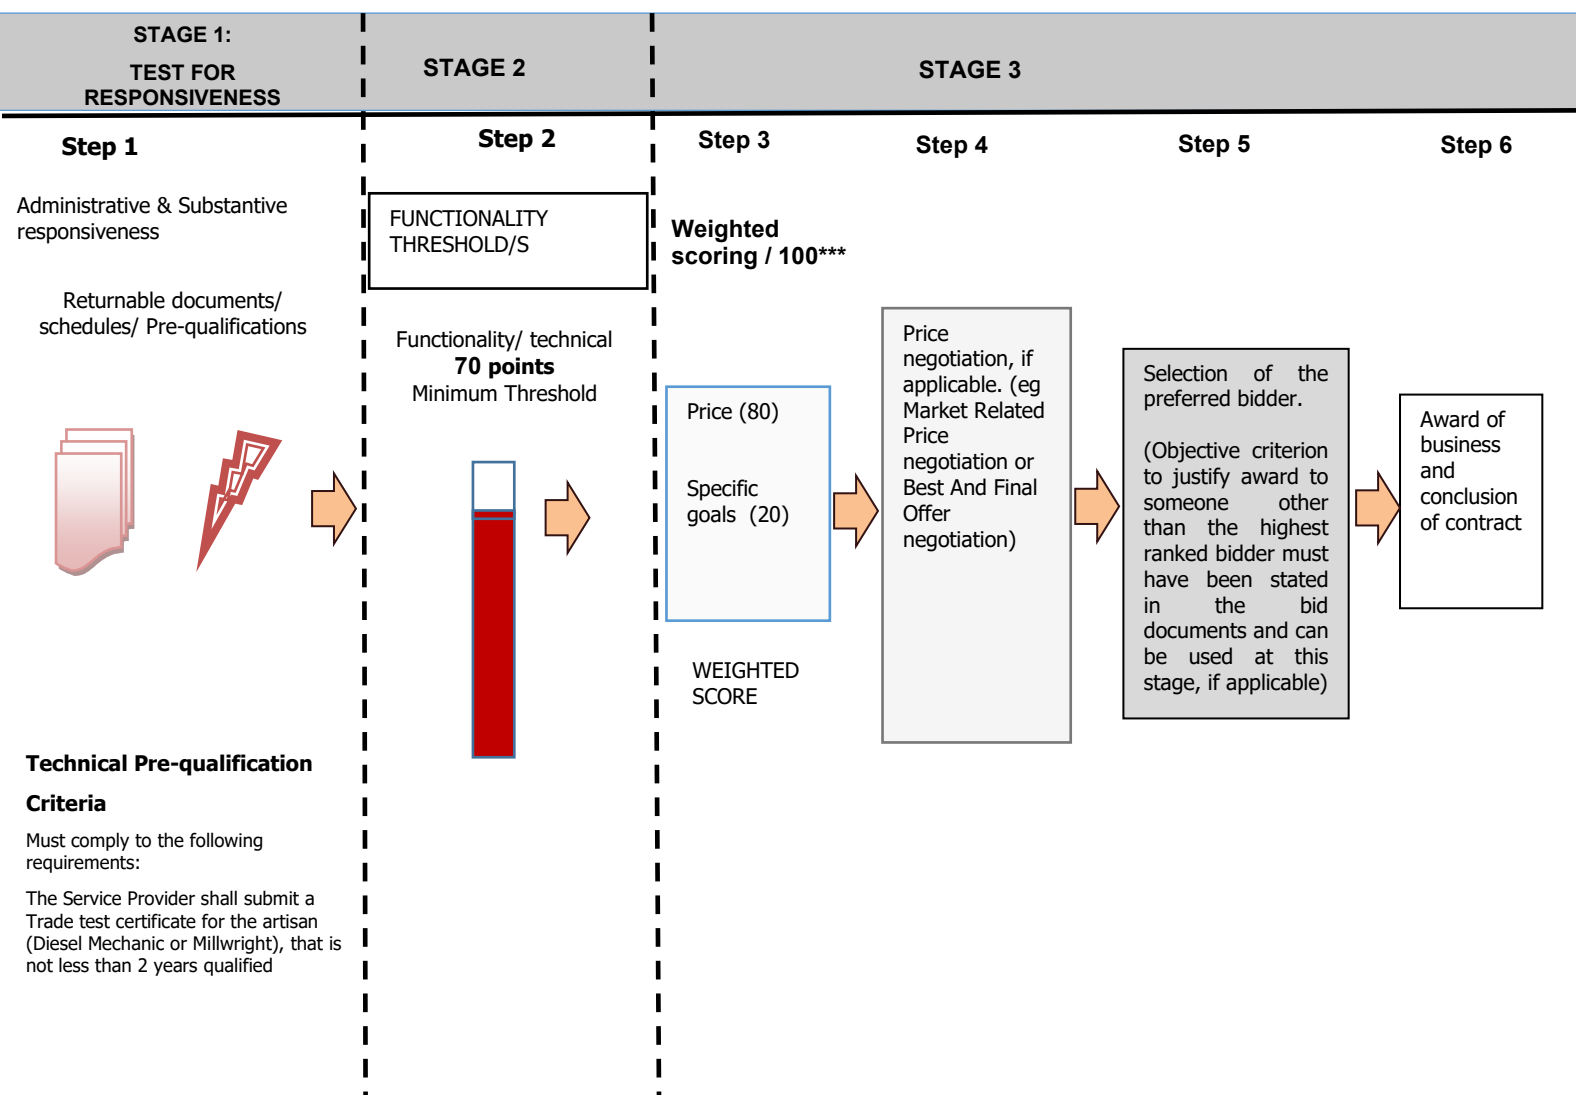 STAGE 1:
TEST FOR
RESPONSIVENESS
STAGE 2
STAGE 3
Step 1
Administrative & Substantive
responsiveness
Returnable documents/
schedules/ Pre-qualifications
Technical Pre-qualification
Criteria
Must comply to the following
requirements:
The Service Provider shall submit a
Trade test certificate for the artisan
(Diesel Mechanic or Millwright), that is
not less than 2 years qualified
Step 2
FUNCTIONALITY
THRESHOLD/S
Functionality/ technical
70 points
Minimum Threshold
Step 3
Weighted
scoring / 100***
Price (80)
Specific
goals (20)
WEIGHTED
SCORE
Step 4
Price
negotiation, if
applicable. (eg
Market Related
Price
negotiation or
Best And Final
Offer
negotiation)
Step 5
Selection of the
preferred bidder.
(Objective criterion
to justify award to
someone other
than the highest
ranked bidder must
have been stated
in the bid
documents and can
be used at this
stage, if applicable)
Step 6
Award of
business
and
conclusion
of contract